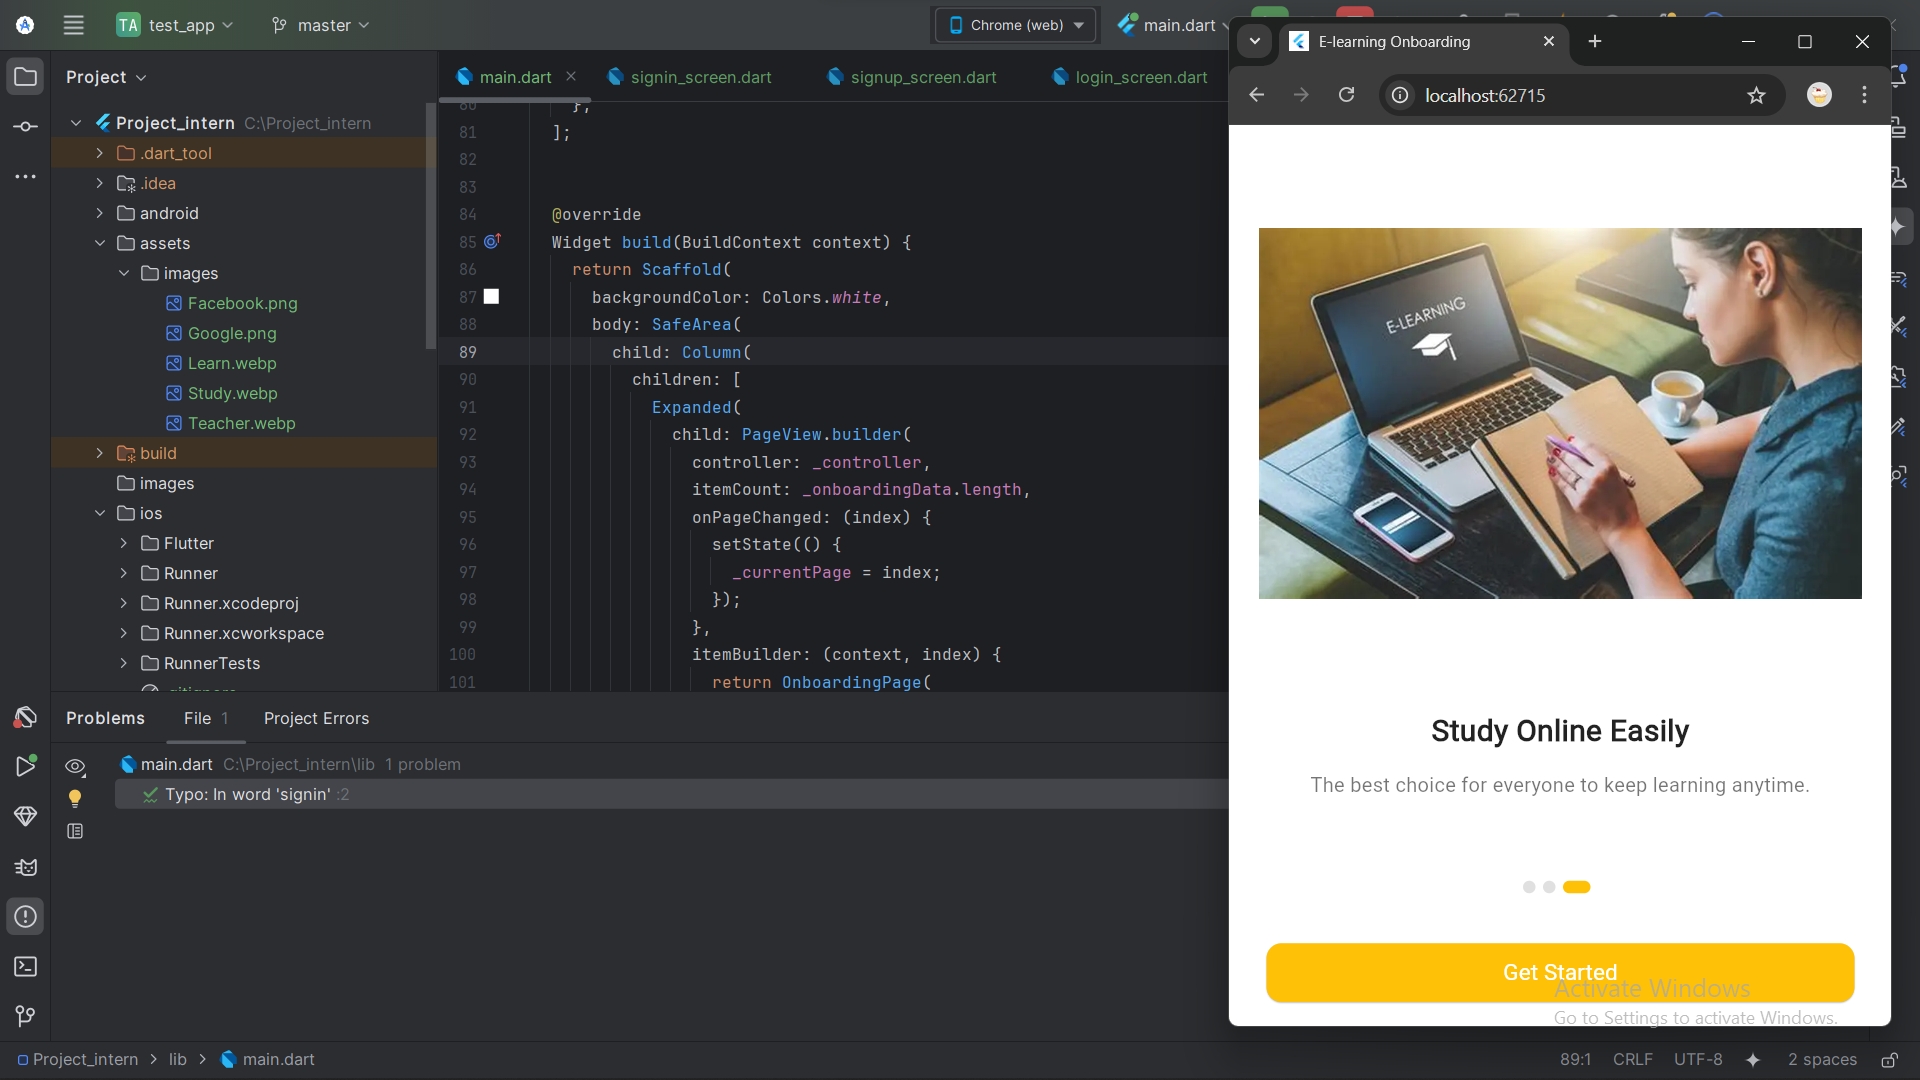 TA test_app master
Chrome (web) main.dart
Project
Project_intern C:\Project_intern
.dart_tool
.idea
android
assets
images
Facebook.png
Google.png
Learn.webp
Study.webp
Teacher.webp
build
images
ios
Flutter
Runner
Runner.xcodeproj
Runner.xcworkspace
RunnerTests
.gitignore
main.dart signin_screen.dart signup_screen.dart login_screen.dart
80 },
81 ];
82
83
84 @override
85 Widget build(BuildContext context) {
86 return Scaffold(
87 backgroundColor: Colors.white,
88 body: SafeArea(
89 child: Column(
90 children: [
91 Expanded(
92 child: PageView.builder(
93 controller: _controller,
94 itemCount: _onboardingData.length,
95 onPageChanged: (index) {
96 setState(() {
97 _currentPage = index;
98 });
99 },
100 itemBuilder: (context, index) {
101 return OnboardingPage(
Problems File 1 Project Errors
main.dart C:\Project_intern\lib 1 problem
Typo: In word 'signin' :2
Project_intern > lib > main.dart
89:1 CRLF UTF-8 2 spaces
E-learning Onboarding
localhost:62715
E-LEARNING
Study Online Easily
The best choice for everyone to keep learning anytime.
Get Started
Activate Windows
Go to Settings to activate Windows.